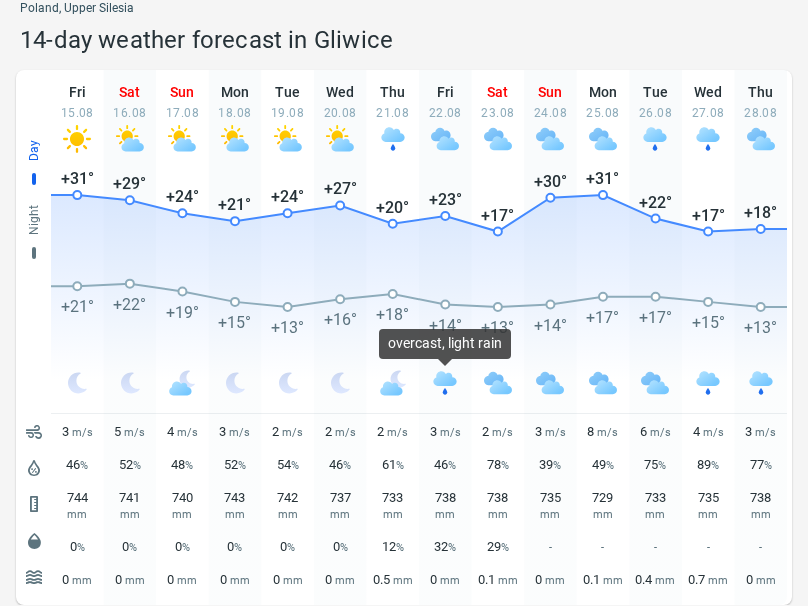 Poland, Upper Silesia
14-day weather forecast in Gliwice
Fri Sat Sun Mon Tue Wed Thu Fri Sat Sun Mon Tue Wed Thu
15.08 16.08 17.08 18.08 19.08 20.08 21.08 22.08 23.08 24.08 25.08 26.08 27.08 28.08
Day
+31° +29° +24° +21° +24° +27° +20° +23° +17° +30° +31° +22° +17° +18°
Night
+21° +22° +19° +15° +13° +16° +18° +14° +13° +14° +17° +17° +15° +13°
overcast, light rain
3 m/s 5 m/s 4 m/s 3 m/s 2 m/s 2 m/s 2 m/s 3 m/s 2 m/s 3 m/s 8 m/s 6 m/s 4 m/s 3 m/s
46% 52% 48% 52% 54% 46% 61% 46% 78% 39% 49% 75% 89% 77%
744 741 740 743 742 737 733 738 738 735 729 733 735 738
mm mm mm mm mm mm mm mm mm mm mm mm mm mm
0% 0% 0% 0% 0% 0% 12% 32% 29% - - - - -
0 mm 0 mm 0 mm 0 mm 0 mm 0 mm 0.5 mm 0 mm 0.1 mm 0 mm 0.1 mm 0.4 mm 0.7 mm 0 mm